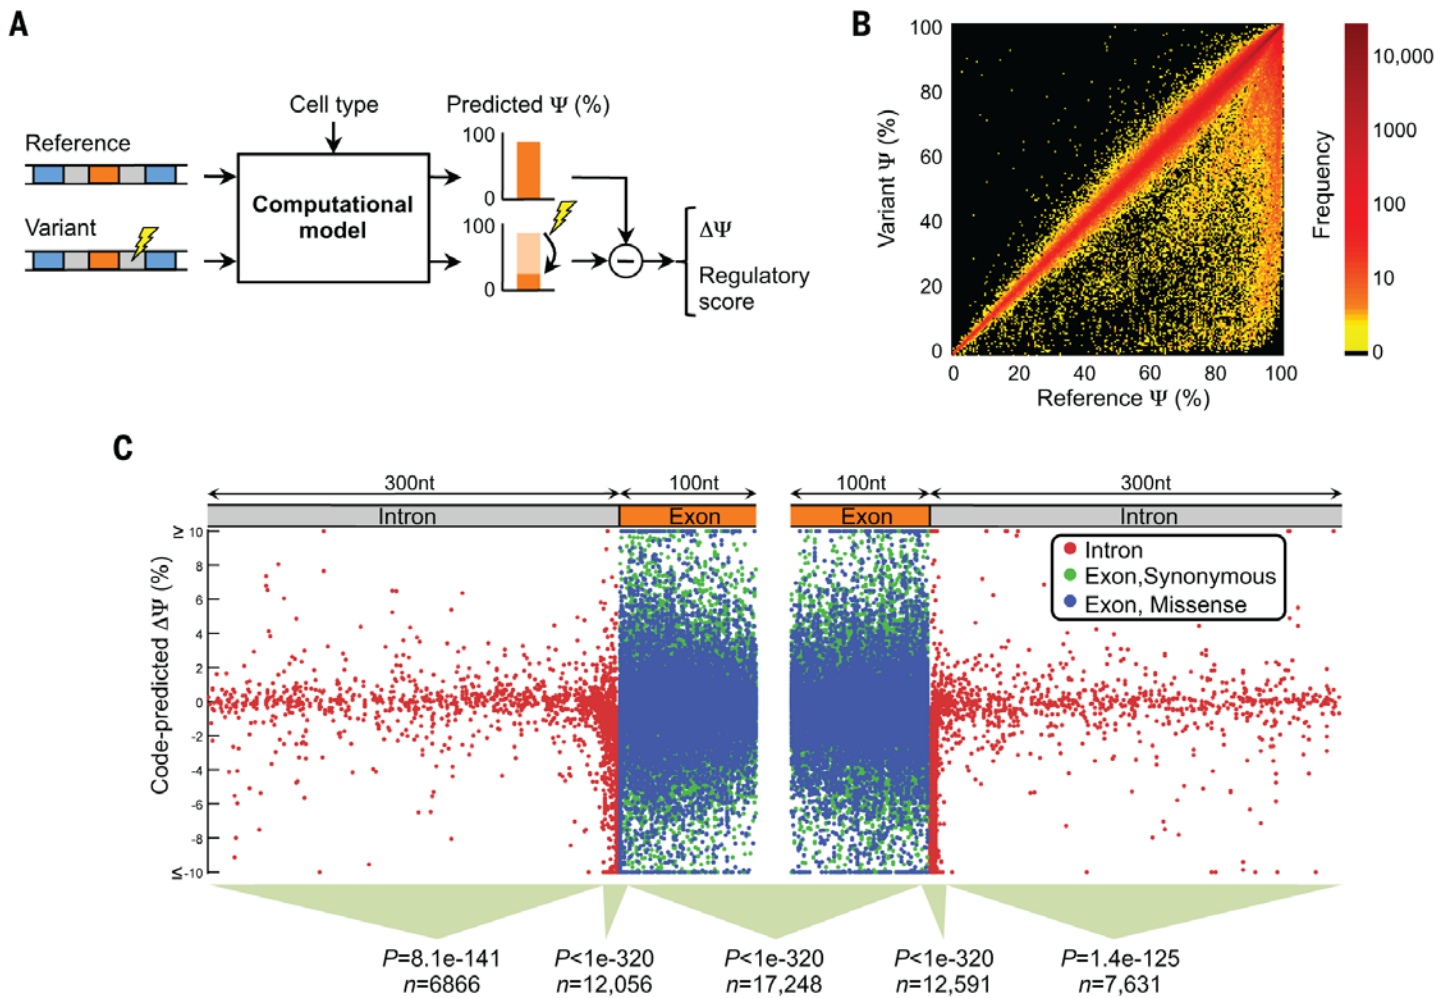 A
Cell type
Predicted Ψ (%)
Reference
Variant
Computational
model
100
0
100
0
−
ΔΨ
Regulatory
score
B
Variant Ψ (%)
100
80
60
40
20
0
0 20 40 60 80 100
Reference Ψ (%)
Frequency
10,000
1000
100
10
0
C
300nt 100nt 100nt 300nt
Intron Exon Exon Intron
Code-predicted ΔΨ (%)
≥ 10
8
6
4
2
0
-2
-4
-6
-8
≤-10
Intron
Exon,Synonymous
Exon, Missense
P=8.1e-141 P<1e-320 P<1e-320 P<1e-320 P=1.4e-125
n=6866 n=12,056 n=17,248 n=12,591 n=7,631